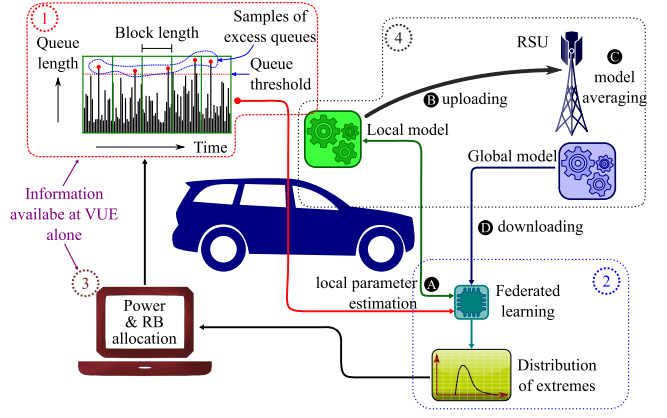 1
Block length
Samples of
excess queues
Queue
length
Queue
threshold
Time
4
RSU
C
model
averaging
B uploading
Local model
Global model
Information
availabe at VUE
alone
D downloading
3
Power
& RB
allocation
local parameter
estimation
A
2
Federated
learning
Distribution
of extremes